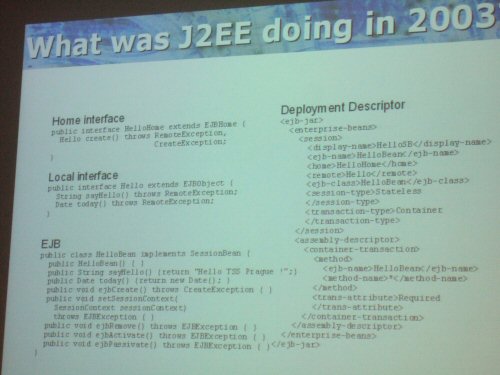 What was J2EE doing in 2003
Home interface
public interface HelloHome extends EJBHome {
Hello create() throws RemoteException,
CreateException;
}
Local interface
public interface Hello extends EJBObject {
String sayHello() throws RemoteException;
Date today() throws RemoteException;
}
EJB
public class HelloBean implements SessionBean {
public HelloBean() { }
public String sayHello() {return "Hello TSS Prague !";}
public Date today() {return new Date(); }
public void ejbCreate() throws CreateException { }
public void setSessionContext(
SessionContext sessionContext)
throws EJBException { }
public void ejbRemove() throws EJBException { }
public void ejbActivate() throws EJBException { }
public void ejbPassivate() throws EJBException { }
}
Deployment Descriptor
<ejb-jar>
<enterprise-beans>
<session>
<display-name>HelloSB</display-name>
<ejb-name>HelloBean</ejb-name>
<home>HelloHome</home>
<remote>Hello</remote>
<ejb-class>HelloBean</ejb-class>
<session-type>Stateless
</session-type>
<transaction-type>Container
</transaction-type>
</session>
<assembly-descriptor>
<container-transaction>
<method>
<ejb-name>HelloBean</ejb-name>
<method-name>*</method-name>
</method>
<trans-attribute>Required
</trans-attribute>
</container-transaction>
</assembly-descriptor>
</enterprise-beans>
</ejb-jar>